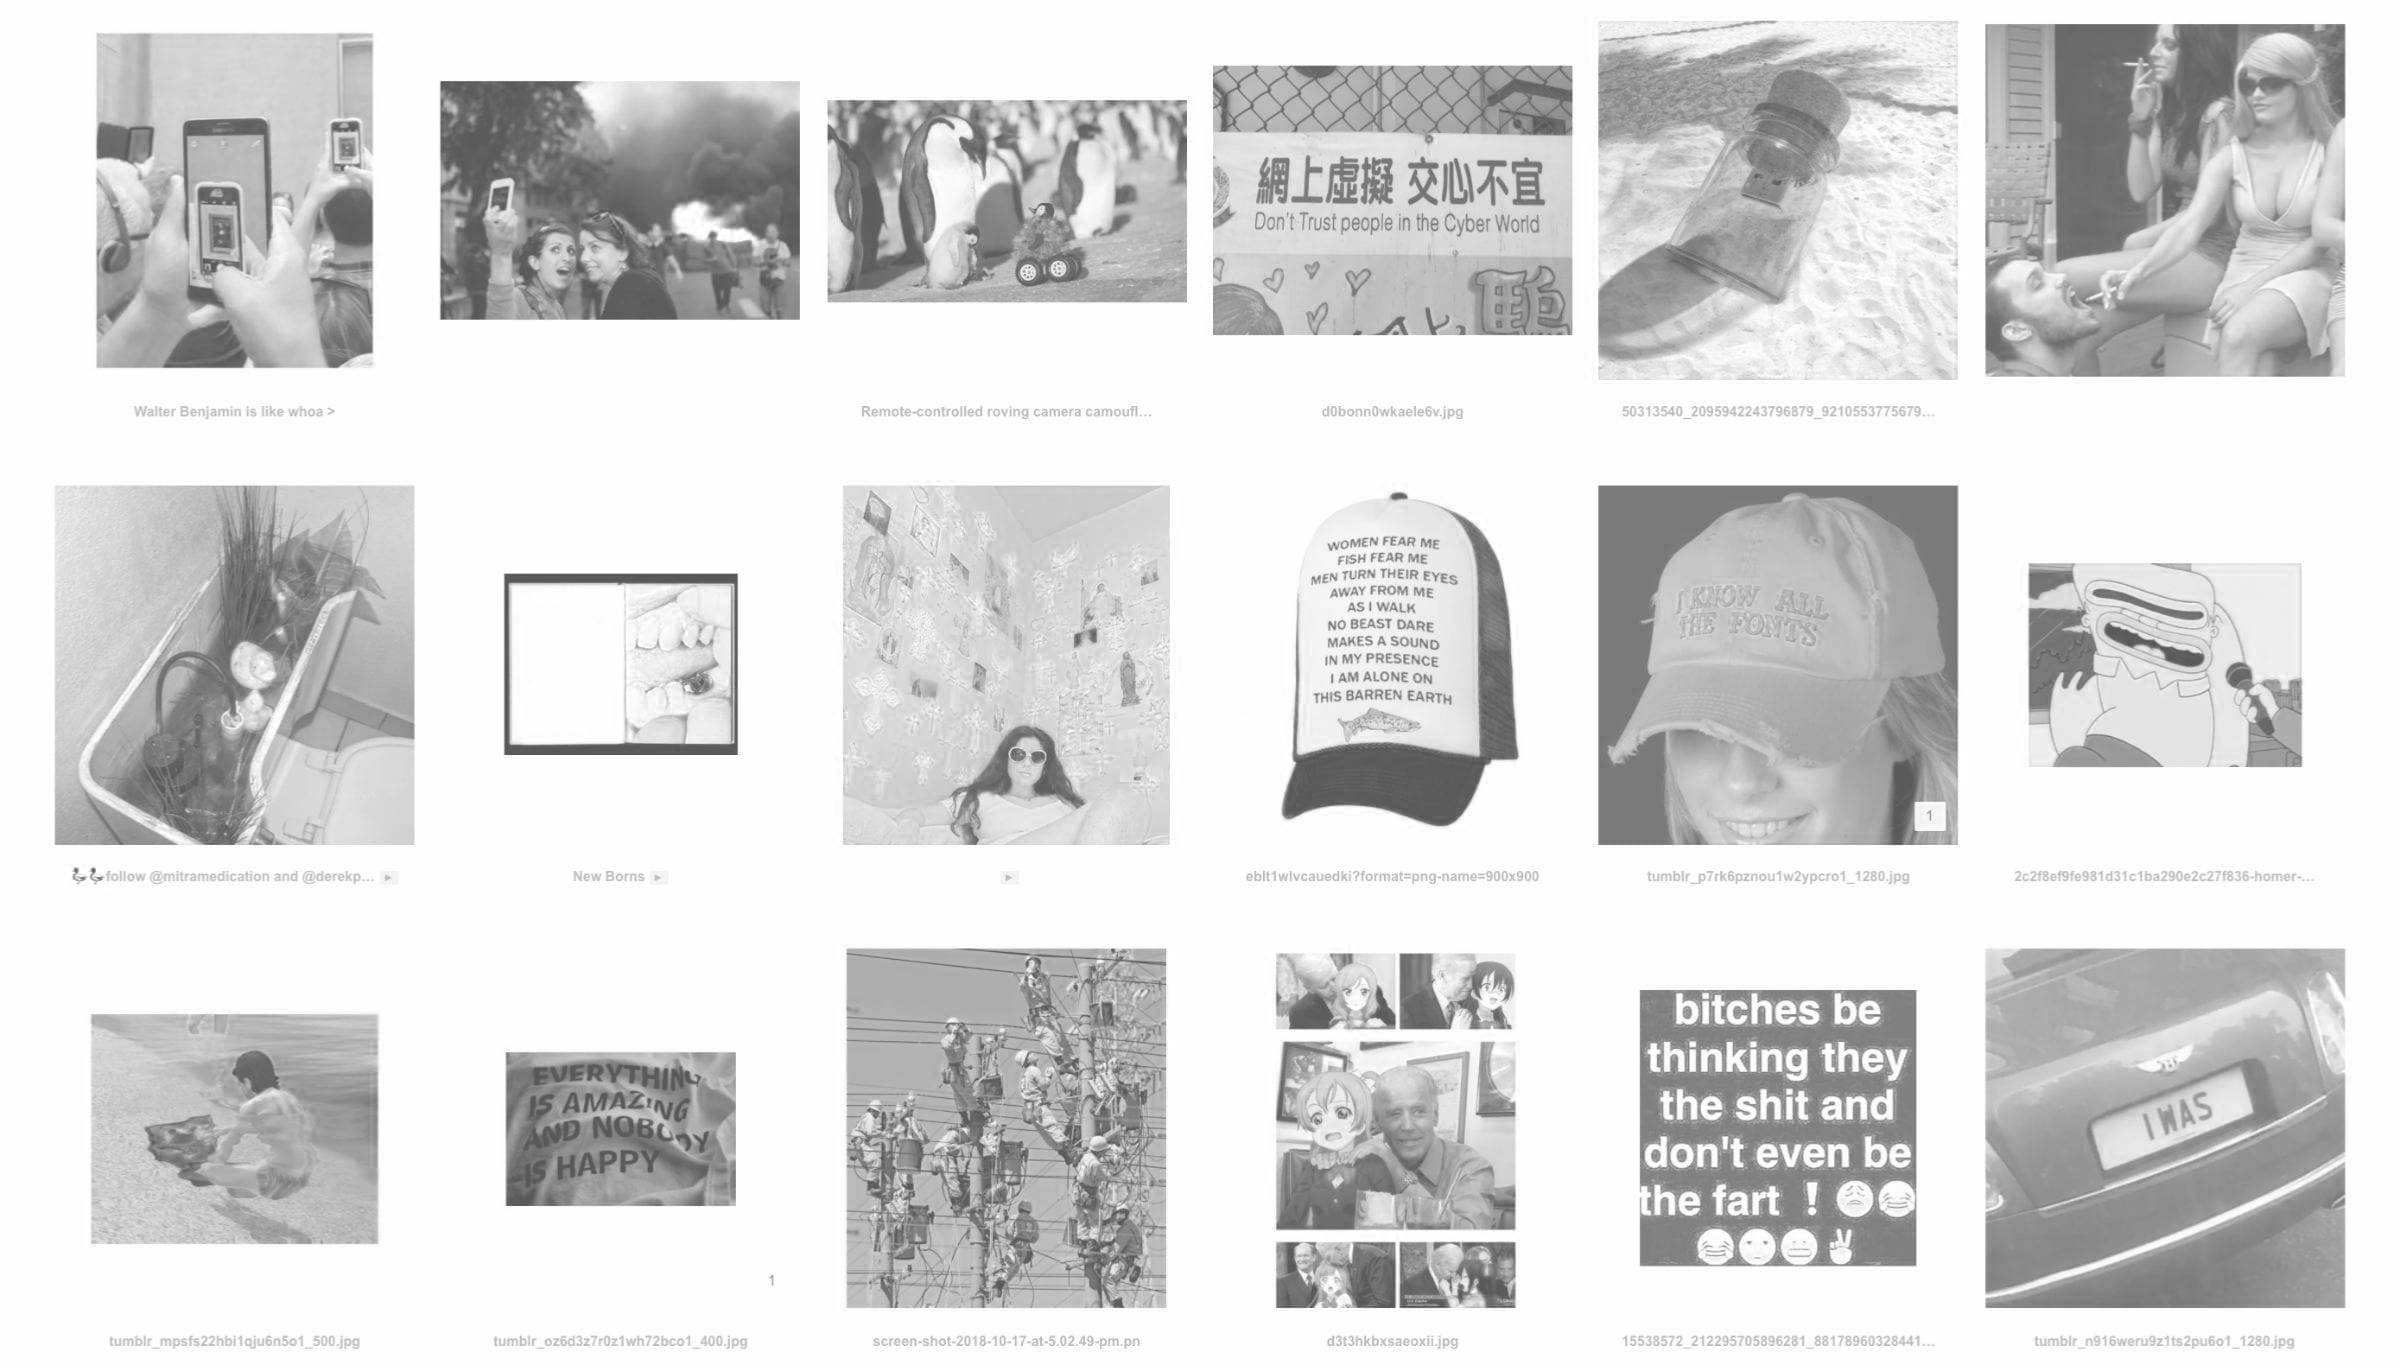 網上虛擬 交心不宜
Don't Trust people in the Cyber World
騙
Walter Benjamin is like whoa >
Remote-controlled roving camera camoufl…
d0bonn0wkaele6v.jpg
50313540_2095942243796879_9210553775679…
WOMEN FEAR ME
FISH FEAR ME
MEN TURN THEIR EYES
AWAY FROM ME
AS I WALK
NO BEAST DARE
MAKES A SOUND
IN MY PRESENCE
I AM ALONE ON
THIS BARREN EARTH
I KNOW ALL
THE FONTS
1
follow @mitramedication and @derekp…
New Borns
eblt1wlvcauedki?format=png-name=900x900
tumblr_p7rk6pznou1w2ypcro1_1280.jpg
2c2f8ef9fe981d31c1ba290e2c27f836-homer-…
EVERYTHING
IS AMAZING
AND NOBODY
IS HAPPY
1
bitches be
thinking they
the shit and
don't even be
the fart ! 😟😂
😂😳😬✌
I WAS
tumblr_mpsfs22hbi1qju6n5o1_500.jpg
tumblr_oz6d3z7r0z1wh72bco1_400.jpg
screen-shot-2018-10-17-at-5.02.49-pm.pn
d3t3hkbxsaeoxii.jpg
15538572_212295705896281_88178960328441…
tumblr_n916weru9z1ts2pu6o1_1280.jpg